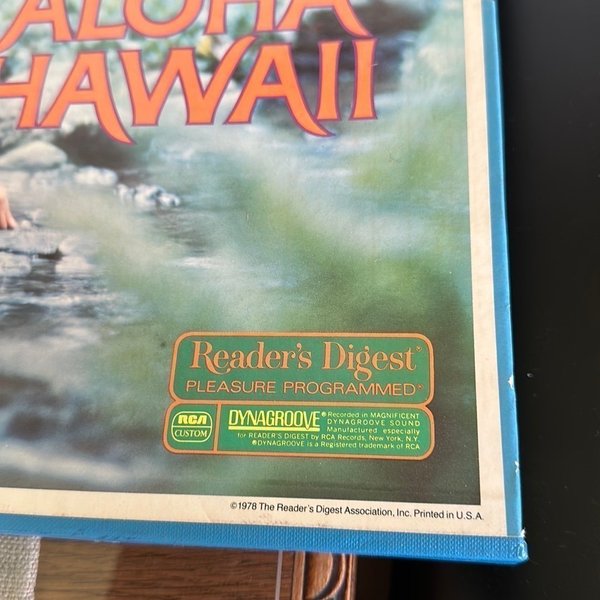 ALOHA
HAWAII
Reader's Digest®
PLEASURE PROGRAMMED®
RCA
CUSTOM
DYNAGROOVE ® Recorded in MAGNIFICENT
DYNAGROOVE SOUND
Manufactured especially
for READER'S DIGEST by RCA Records, New York, N.Y.
®DYNAGROOVE is a Registered trademark of RCA
©1978 The Reader's Digest Association, Inc. Printed in U.S.A.